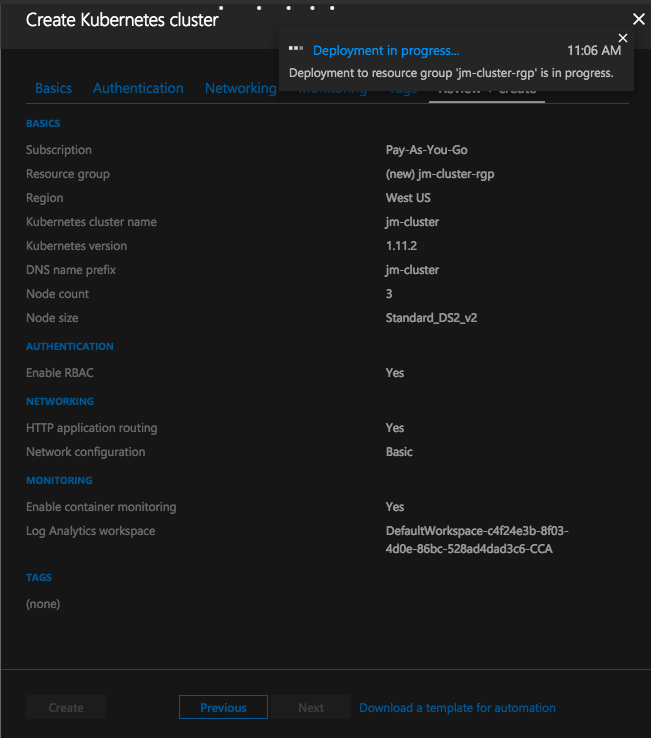 Create Kubernetes cluster
Deployment in progress... 11:06 AM
Deployment to resource group 'jm-cluster-rgp' is in progress.
Basics Authentication Networking Monitoring Tags Review + create
BASICS
Subscription Pay-As-You-Go
Resource group (new) jm-cluster-rgp
Region West US
Kubernetes cluster name jm-cluster
Kubernetes version 1.11.2
DNS name prefix jm-cluster
Node count 3
Node size Standard_DS2_v2
AUTHENTICATION
Enable RBAC Yes
NETWORKING
HTTP application routing Yes
Network configuration Basic
MONITORING
Enable container monitoring Yes
Log Analytics workspace DefaultWorkspace-c4f24e3b-8f03-
4d0e-86bc-528ad4dad3c6-CCA
TAGS
(none)
Create Previous Next Download a template for automation